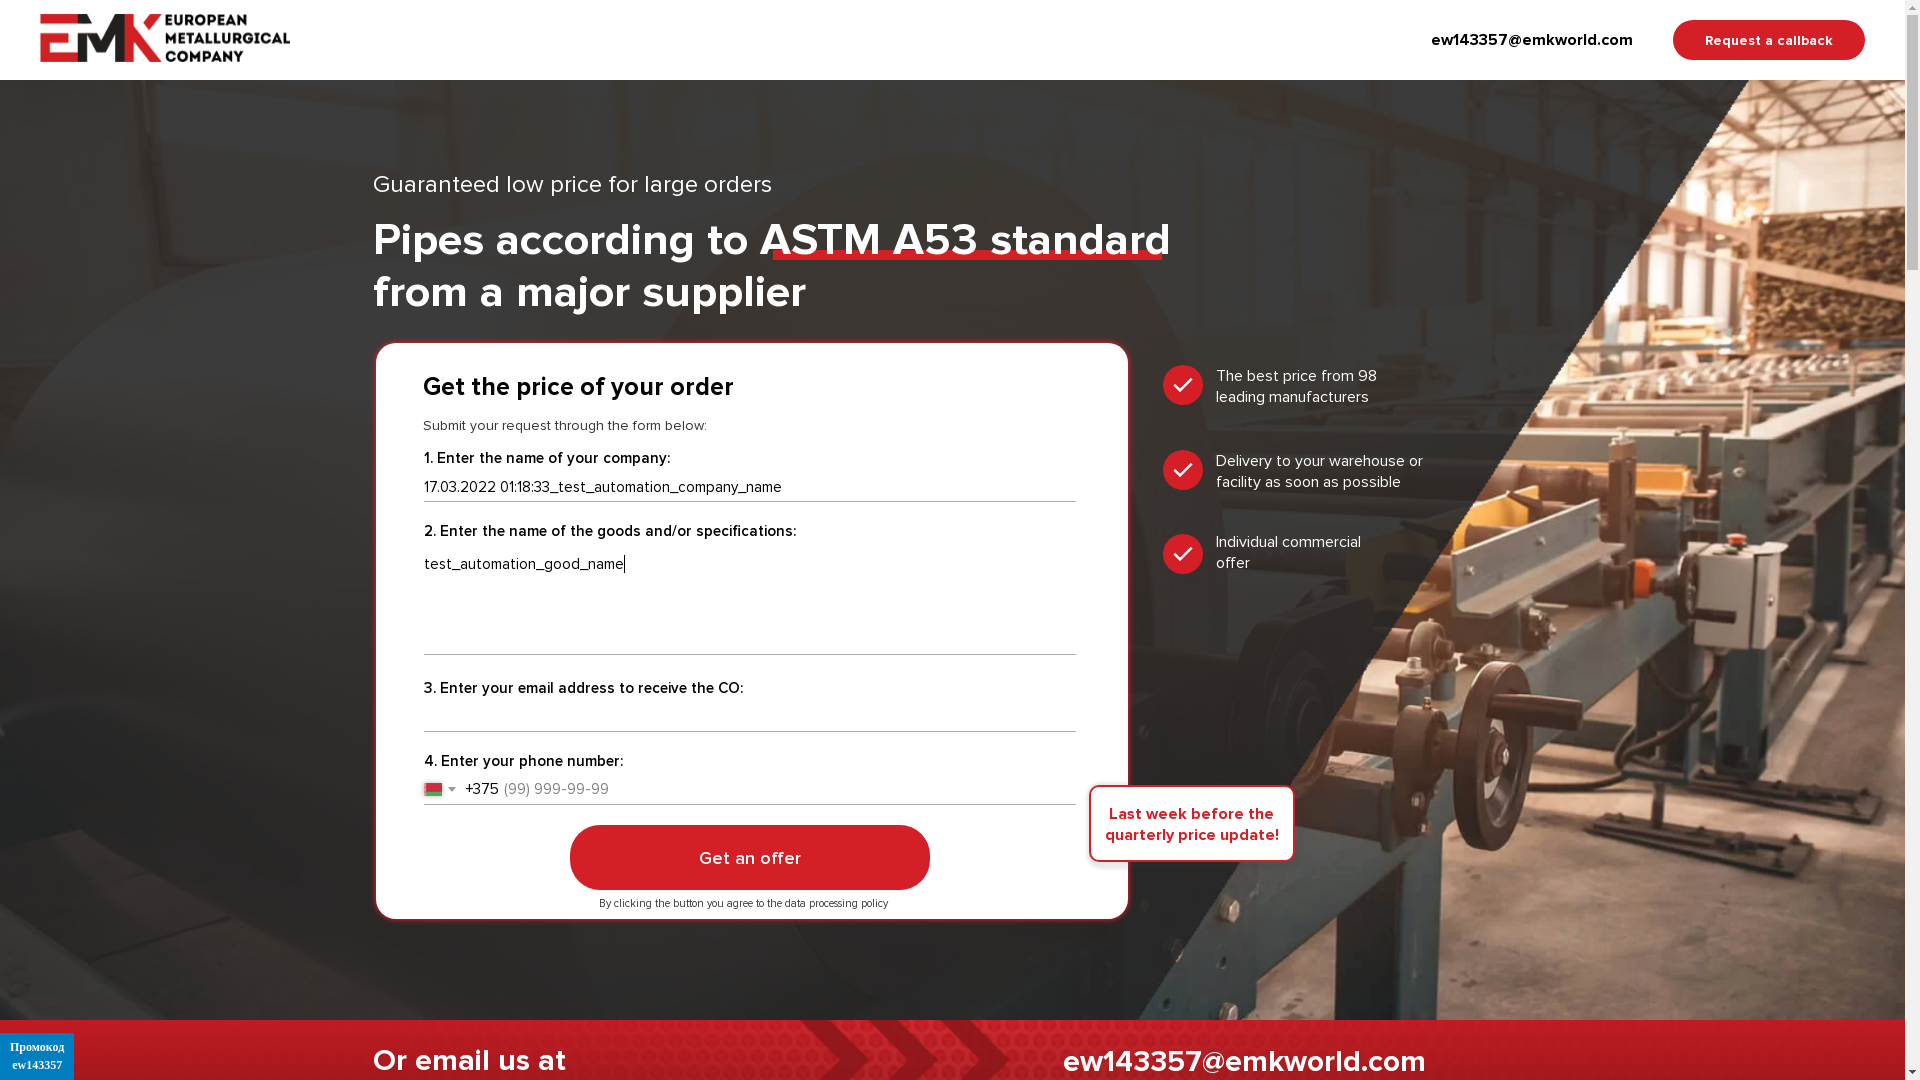 EMK EUROPEAN METALLURGICAL COMPANY
ew143357@emkworld.com
Request a callback
Guaranteed low price for large orders
Pipes according to ASTM A53 standard
from a major supplier
Get the price of your order
Submit your request through the form below:
1. Enter the name of your company:
17.03.2022 01:18:33_test_automation_company_name
2. Enter the name of the goods and/or specifications:
test_automation_good_name
3. Enter your email address to receive the CO:
4. Enter your phone number:
+375 (99) 999-99-99
Get an offer
By clicking the button you agree to the data processing policy
The best price from 98
leading manufacturers
Delivery to your warehouse or
facility as soon as possible
Individual commercial
offer
Last week before the
quarterly price update!
Or email us at
ew143357@emkworld.com
Промокод
ew143357